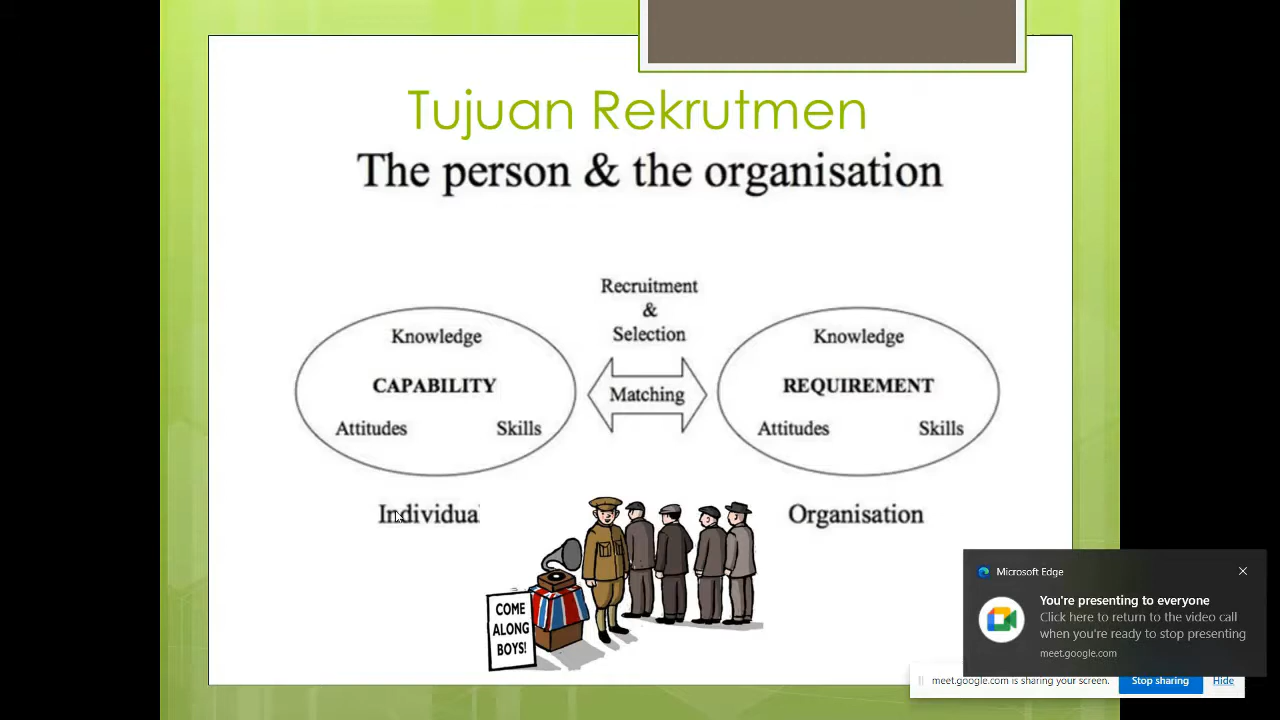 Tujuan Rekrutmen
The person & the organisation
Recruitment
&
Selection
Knowledge
CAPABILITY
Attitudes Skills
Matching
Knowledge
REQUIREMENT
Attitudes Skills
Individual
Organisation
COME
ALONG
BOYS!
Microsoft Edge
You're presenting to everyone
Click here to return to the video call
when you're ready to stop presenting
meet.google.com
meet.google.com is sharing your screen.
Stop sharing
Hide